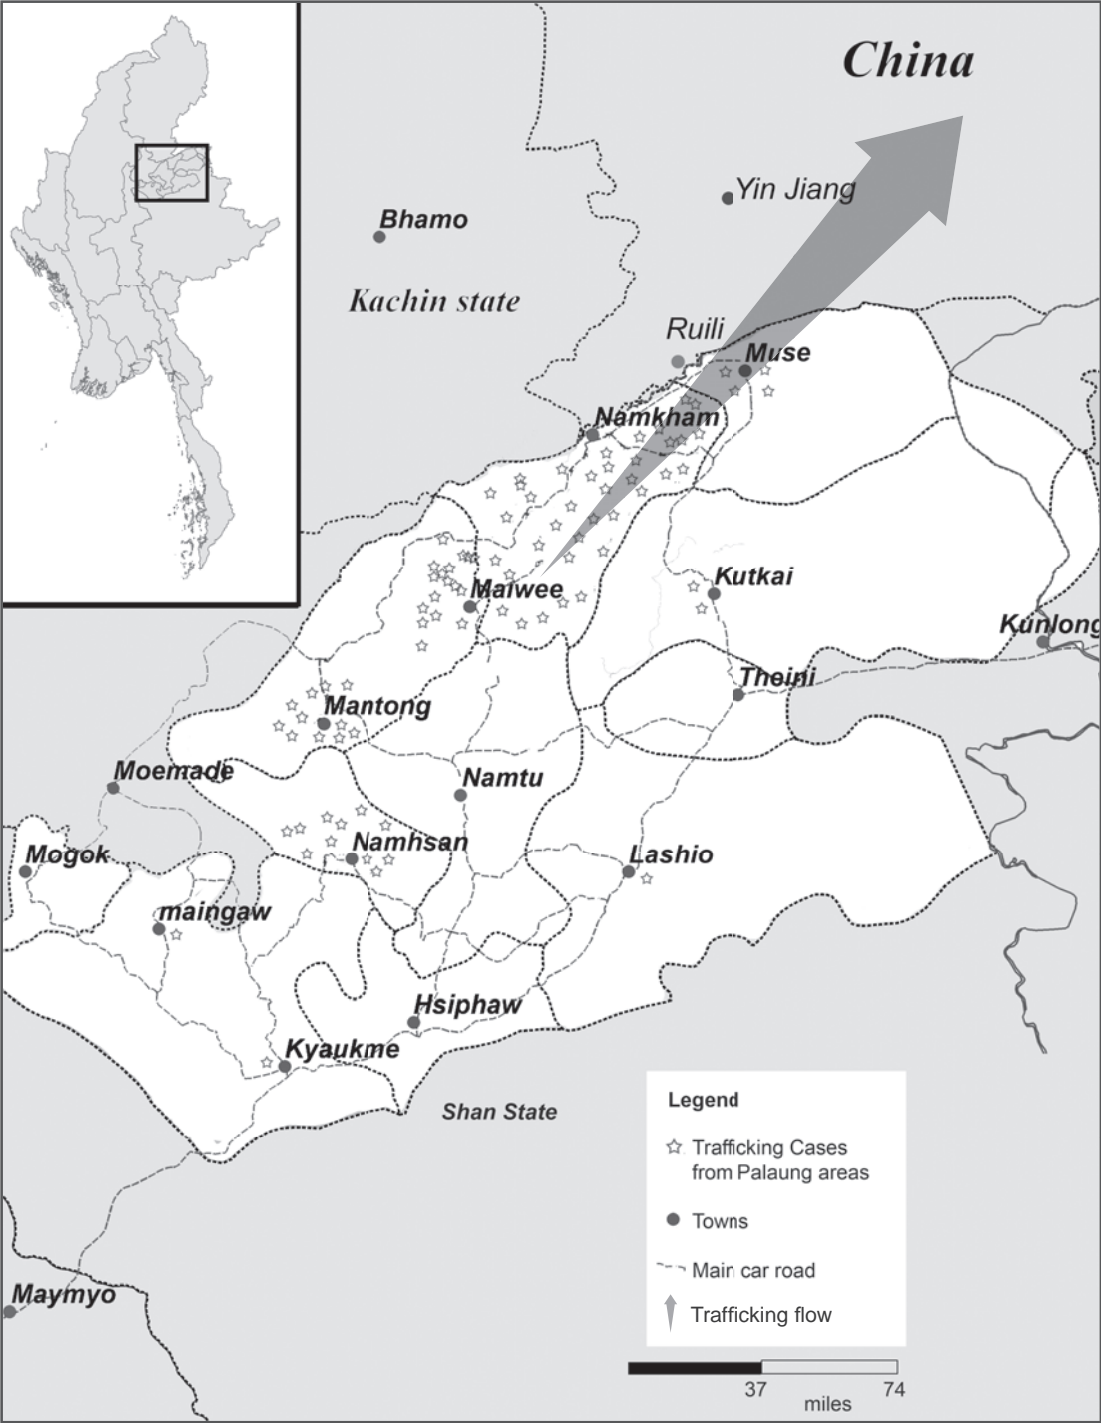 China
Yin Jiang
Bhamo
Kachin state
Ruili
Muse
Namkham
Kutkai
Maiwee
Kunlong
Theini
Mantong
Moemade
Namtu
Namhsan
Mogok
Lashio
maingaw
Hsiphaw
Kyaukme
Shan State
Legend
Trafficking Cases
from Palaung areas
Towns
Main car road
Trafficking flow
Maymyo
37 74
miles